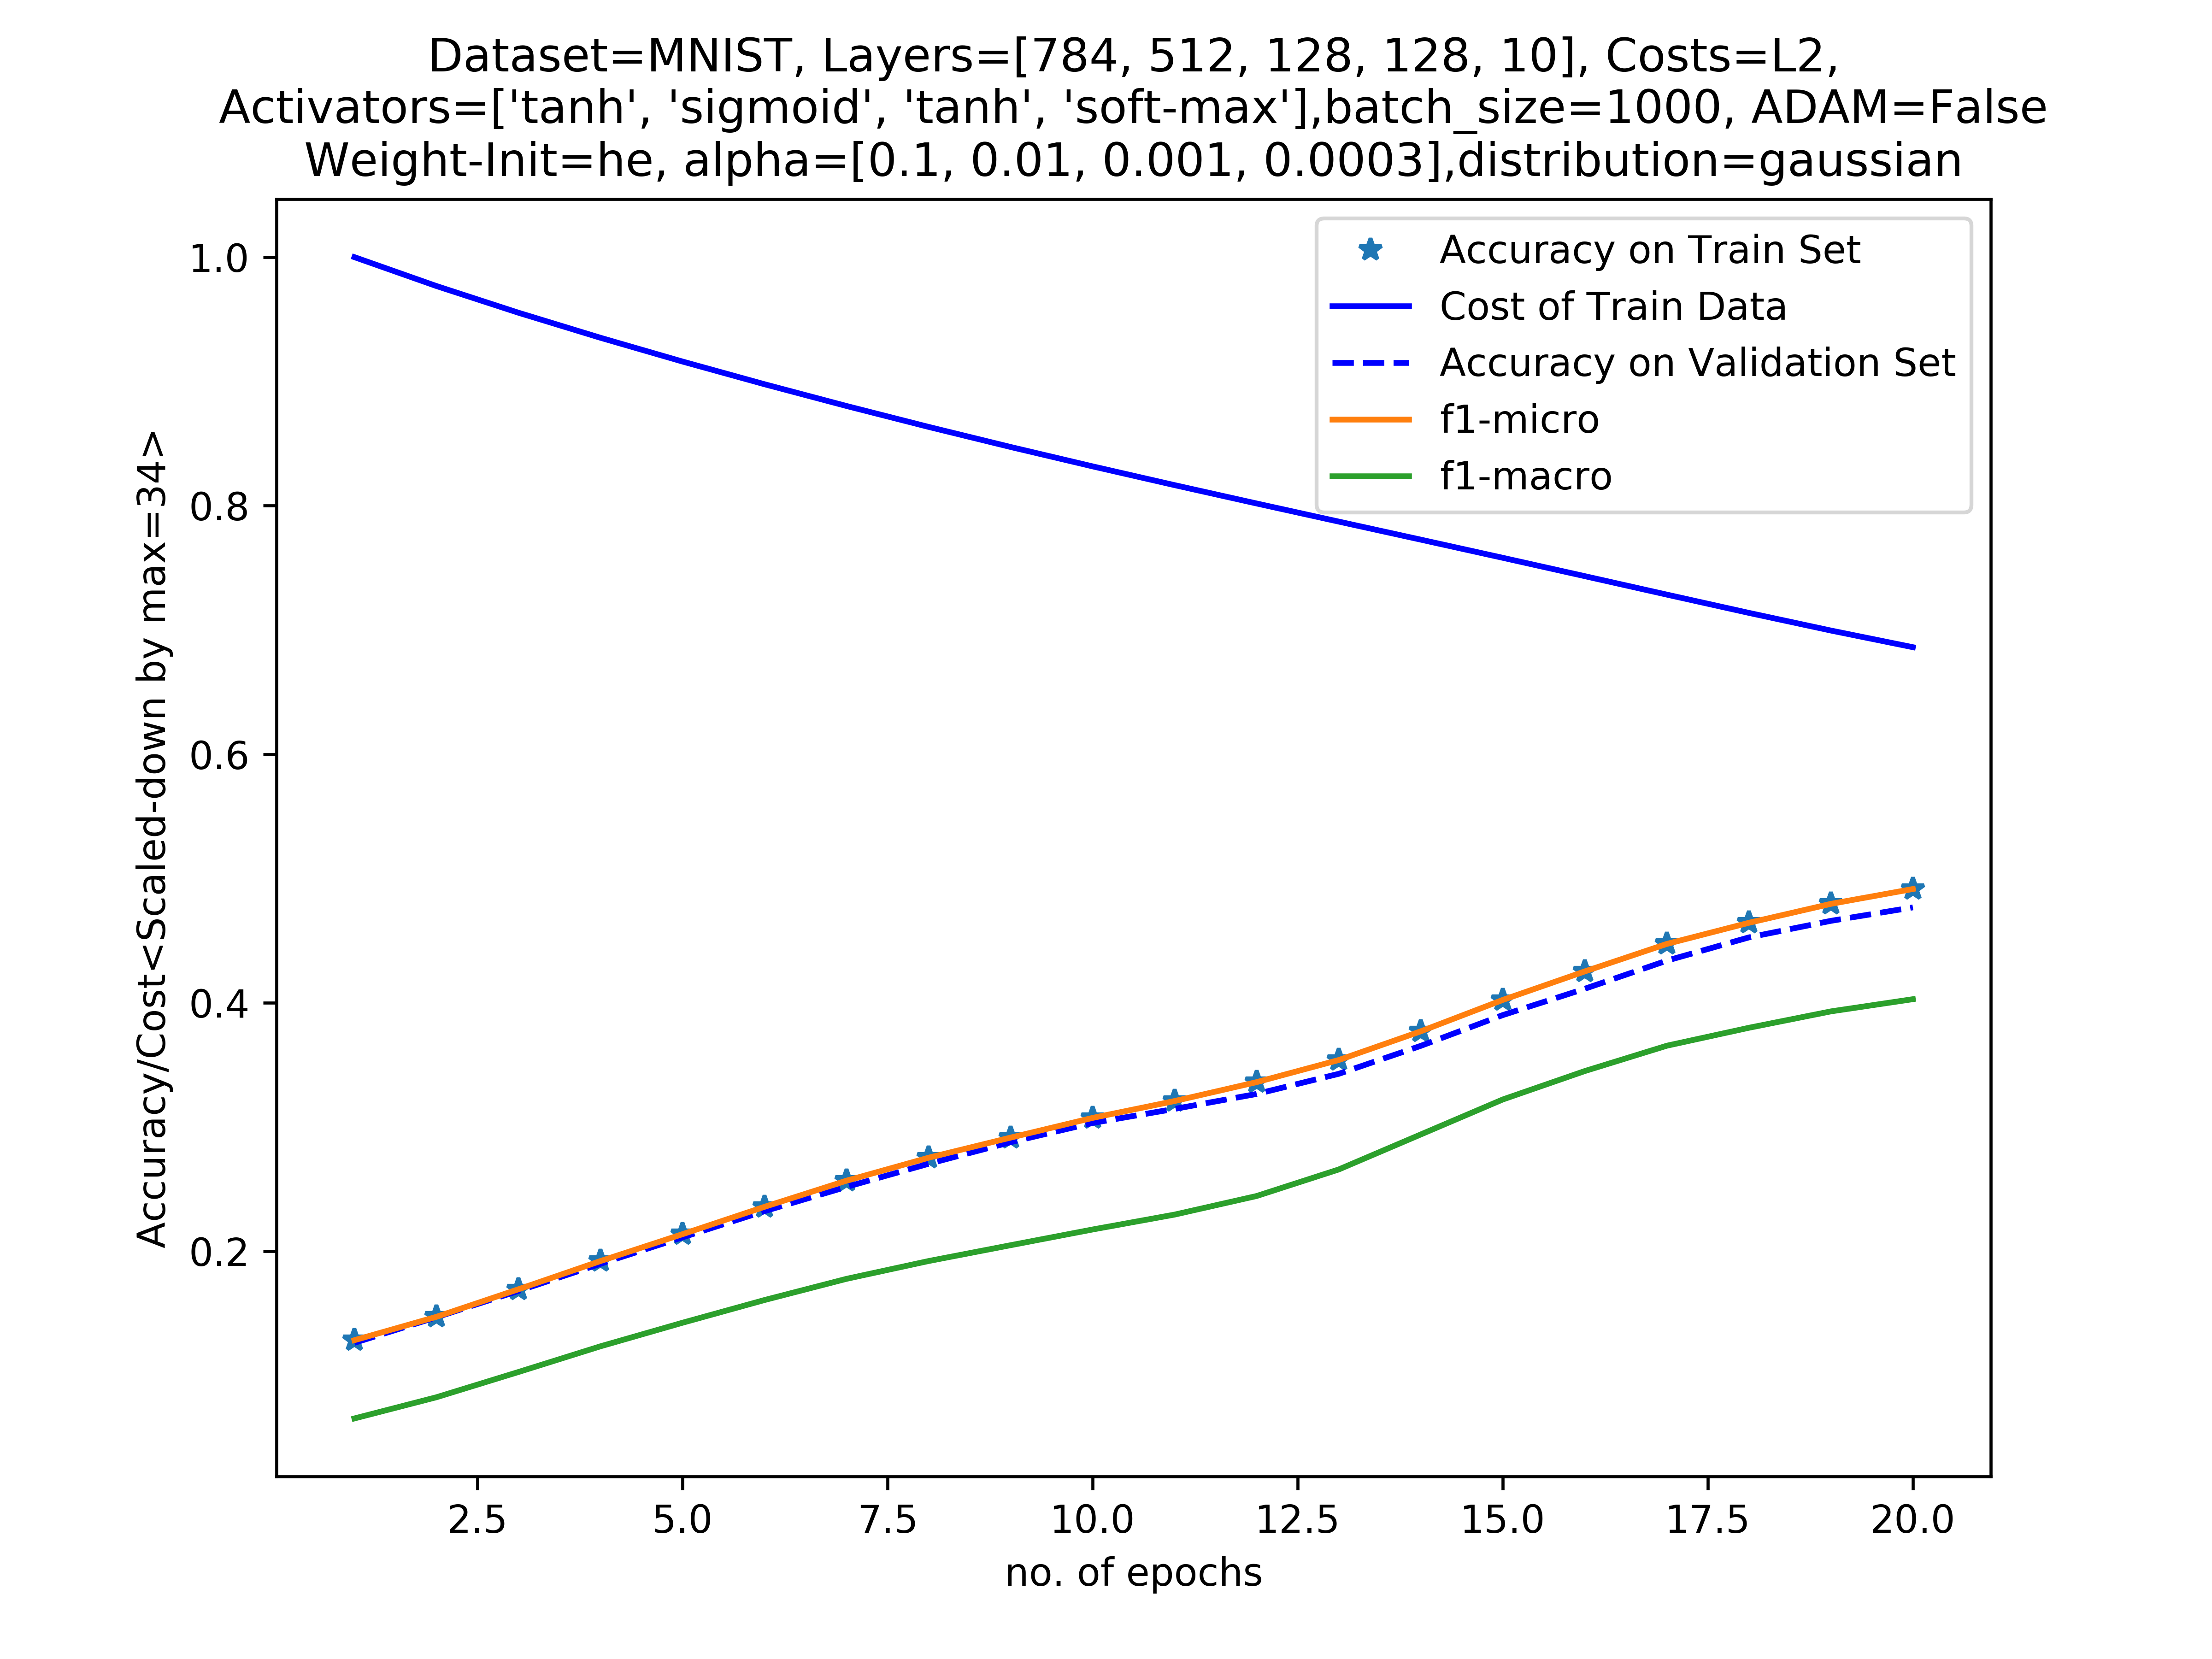 Dataset=MNIST, Layers=[784, 512, 128, 128, 10], Costs=L2,
Activators=['tanh', 'sigmoid', 'tanh', 'soft-max'],batch_size=1000, ADAM=False
Weight-Init=he, alpha=[0.1, 0.01, 0.001, 0.0003],distribution=gaussian
Accuracy on Train Set
Cost of Train Data
Accuracy on Validation Set
f1-micro
f1-macro
Accuracy/Cost<Scaled-down by max=34>
1.0
0.8
0.6
0.4
0.2
2.5 5.0 7.5 10.0 12.5 15.0 17.5 20.0
no. of epochs